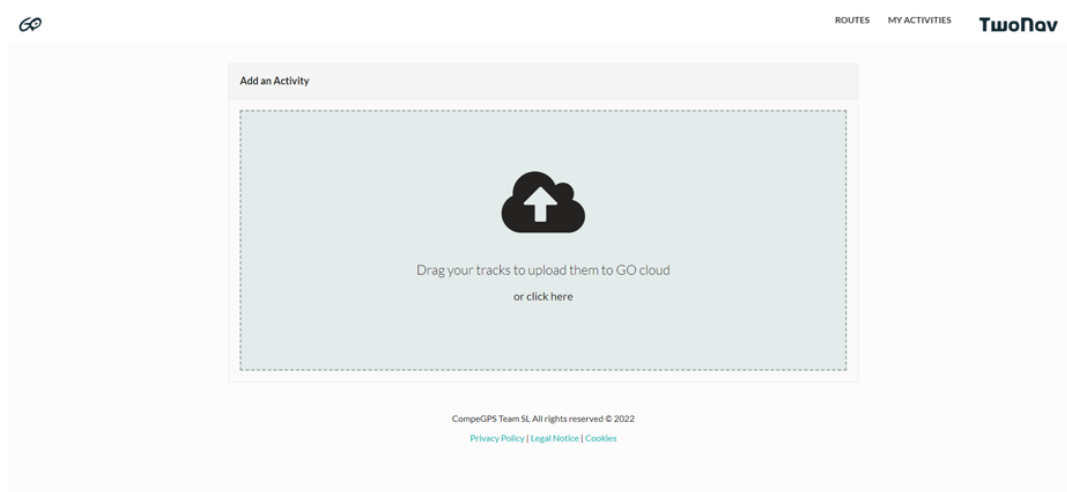 GO
ROUTES MY ACTIVITIES TwoNav
Add an Activity
Drag your tracks to upload them to GO cloud
or click here
CompeGPS Team SL All rights reserved © 2022
Privacy Policy | Legal Notice | Cookies